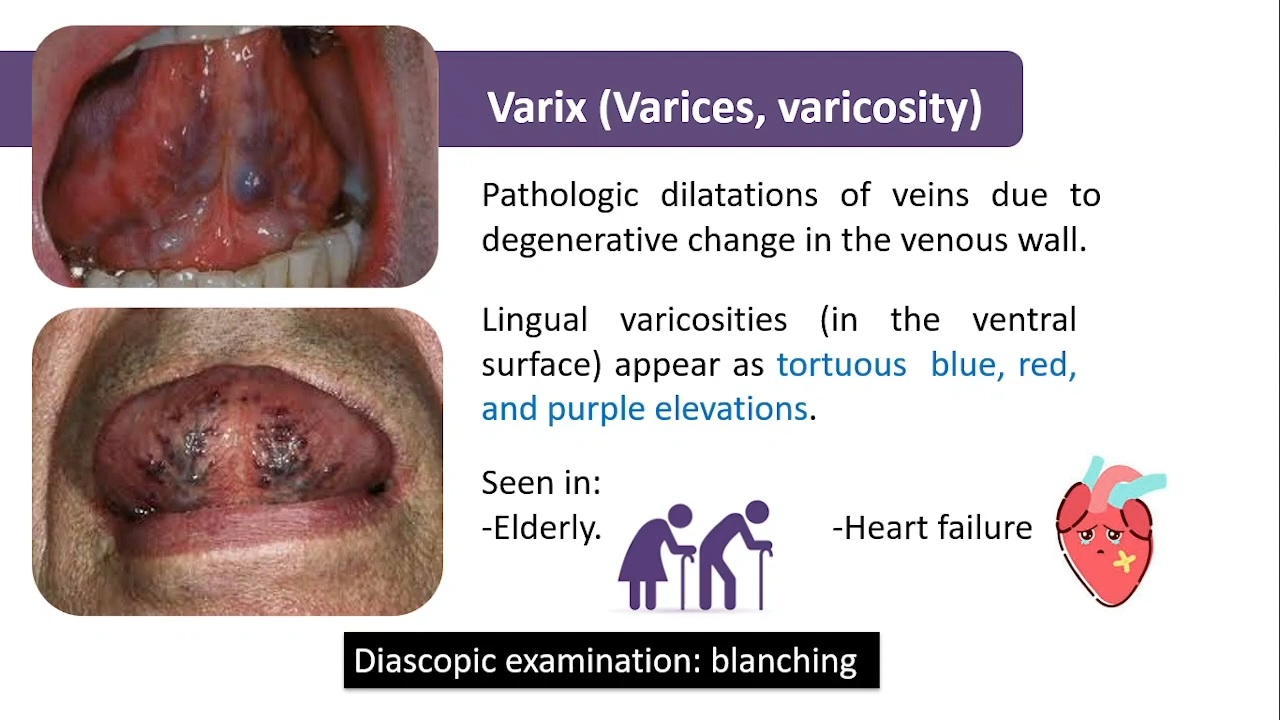 Varix (Varices, varicosity)
Pathologic dilatations of veins due to
degenerative change in the venous wall.
Lingual varicosities (in the ventral
surface) appear as tortuous blue, red,
and purple elevations.
Seen in:
-Elderly.
-Heart failure
Diascopic examination: blanching